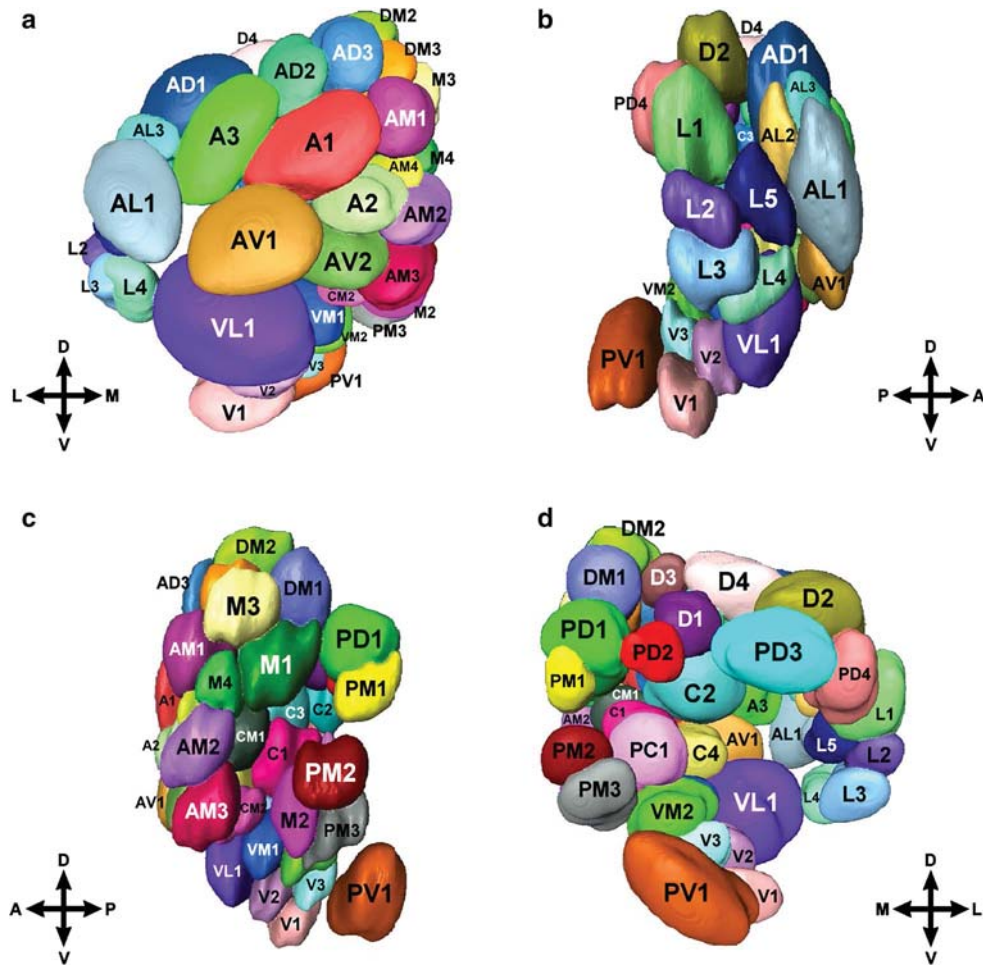 a
DM2
D4
AD3
DM3
AD2
M3
AD1
AM1
A3
AL3
A1
M4
AM4
AL1
A2
AM2
AV1
L2
AV2
AM3
L3
L4
CM2
M2
VL1
VM1
PM3
VM2
V3
PV1
V2
V1
D
L M
V
b
D4
D2
AD1
PD4
AL3
L1
C3
AL2
AL1
L2
L5
L3
L4
AV1
VM2
V3
VL1
PV1
V2
V1
D
P A
V
c
DM2
AD3
DM1
M3
AM1
PD1
M1
M4
PM1
A1
C3
C2
A2
AM2
CM1
C1
PM2
AV1
AM3
CM2
M2
PM3
VM1
VL1
V3
V2
PV1
V1
D
A P
V
d
DM2
DM1
D3
D4
D2
D1
PD1
PD2
PD3
PM1
PD4
CM1
C2
A3
L1
AM2
C1
AV1
AL1
L5
PM2
PC1
C4
L2
PM3
L4
L3
VM2
VL1
V3
V2
PV1
V1
D
M L
V